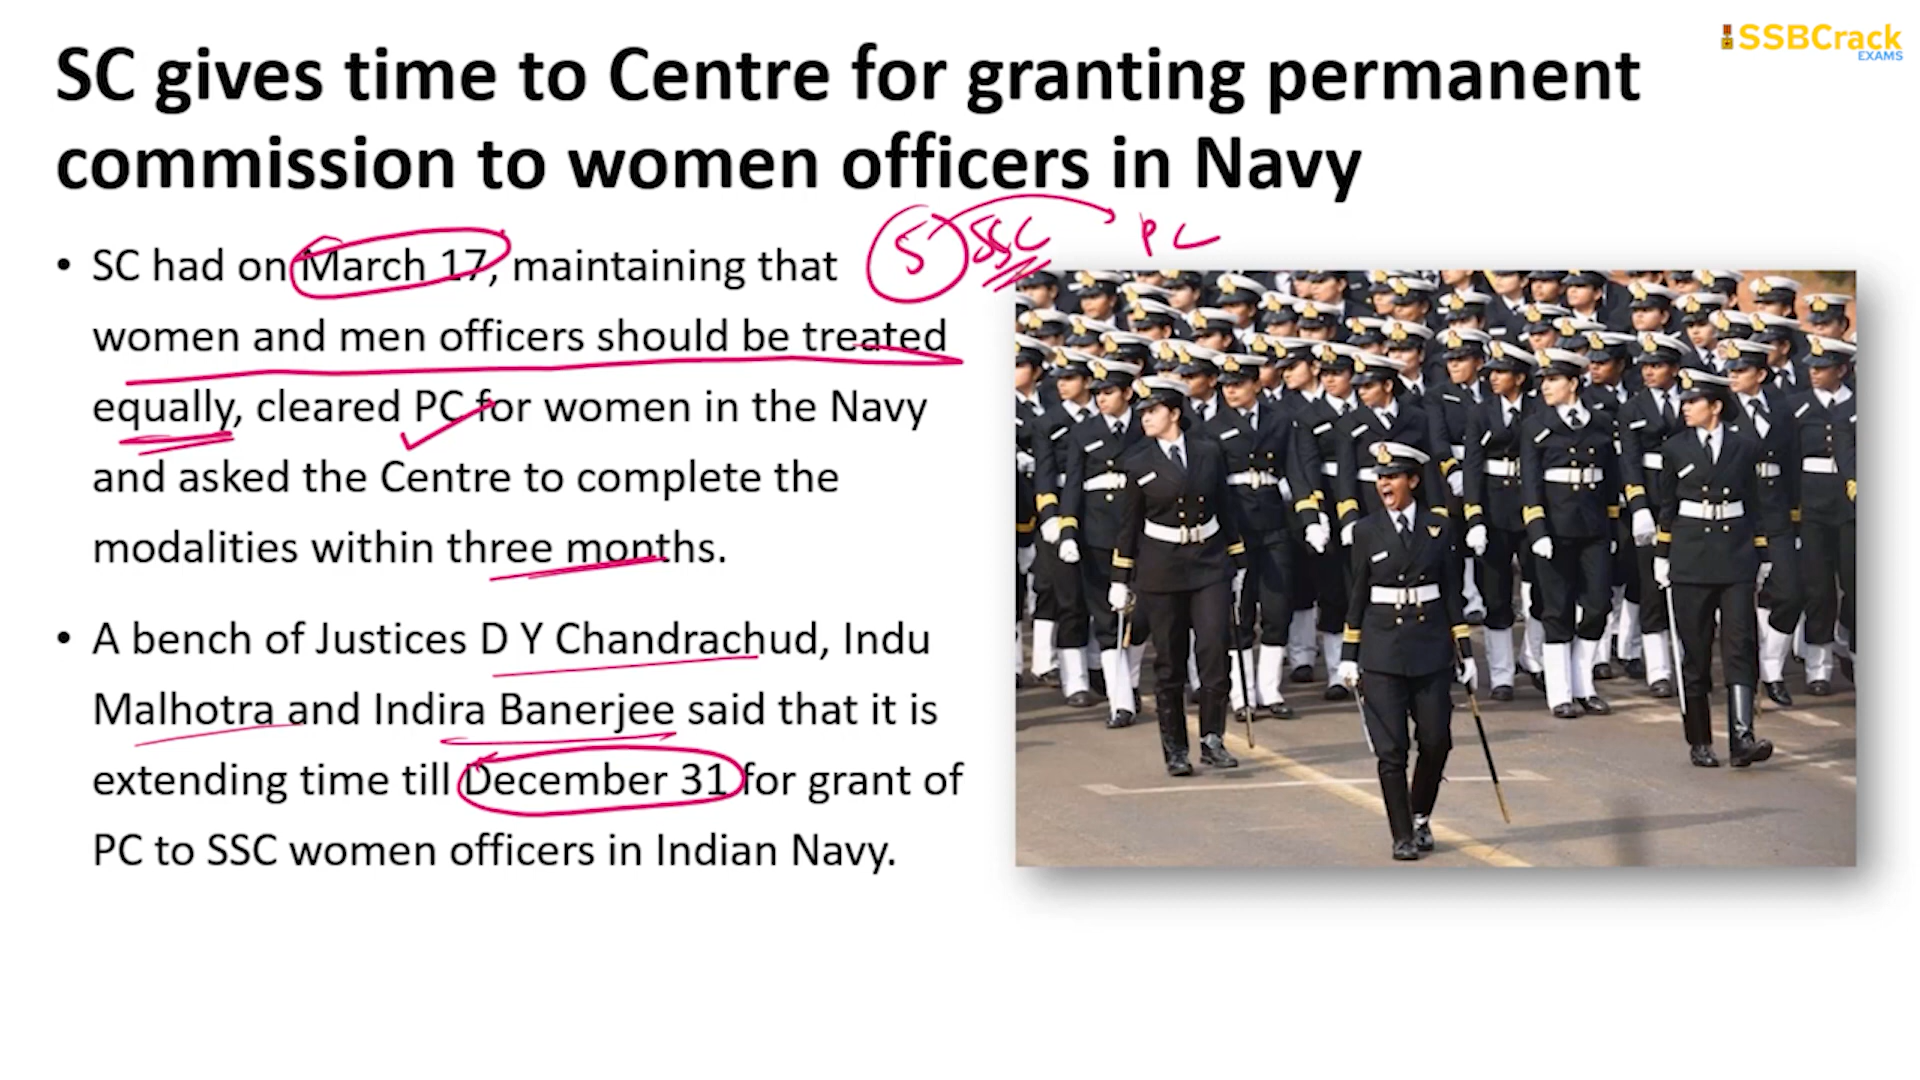 SSBCrack
EXAMS
SC gives time to Centre for granting permanent
commission to women officers in Navy
5 SSC PC
• SC had on March 17, maintaining that
women and men officers should be treated
equally, cleared PC for women in the Navy
and asked the Centre to complete the
modalities within three months.
• A bench of Justices D Y Chandrachud, Indu
Malhotra and Indira Banerjee said that it is
extending time till December 31 for grant of
PC to SSC women officers in Indian Navy.